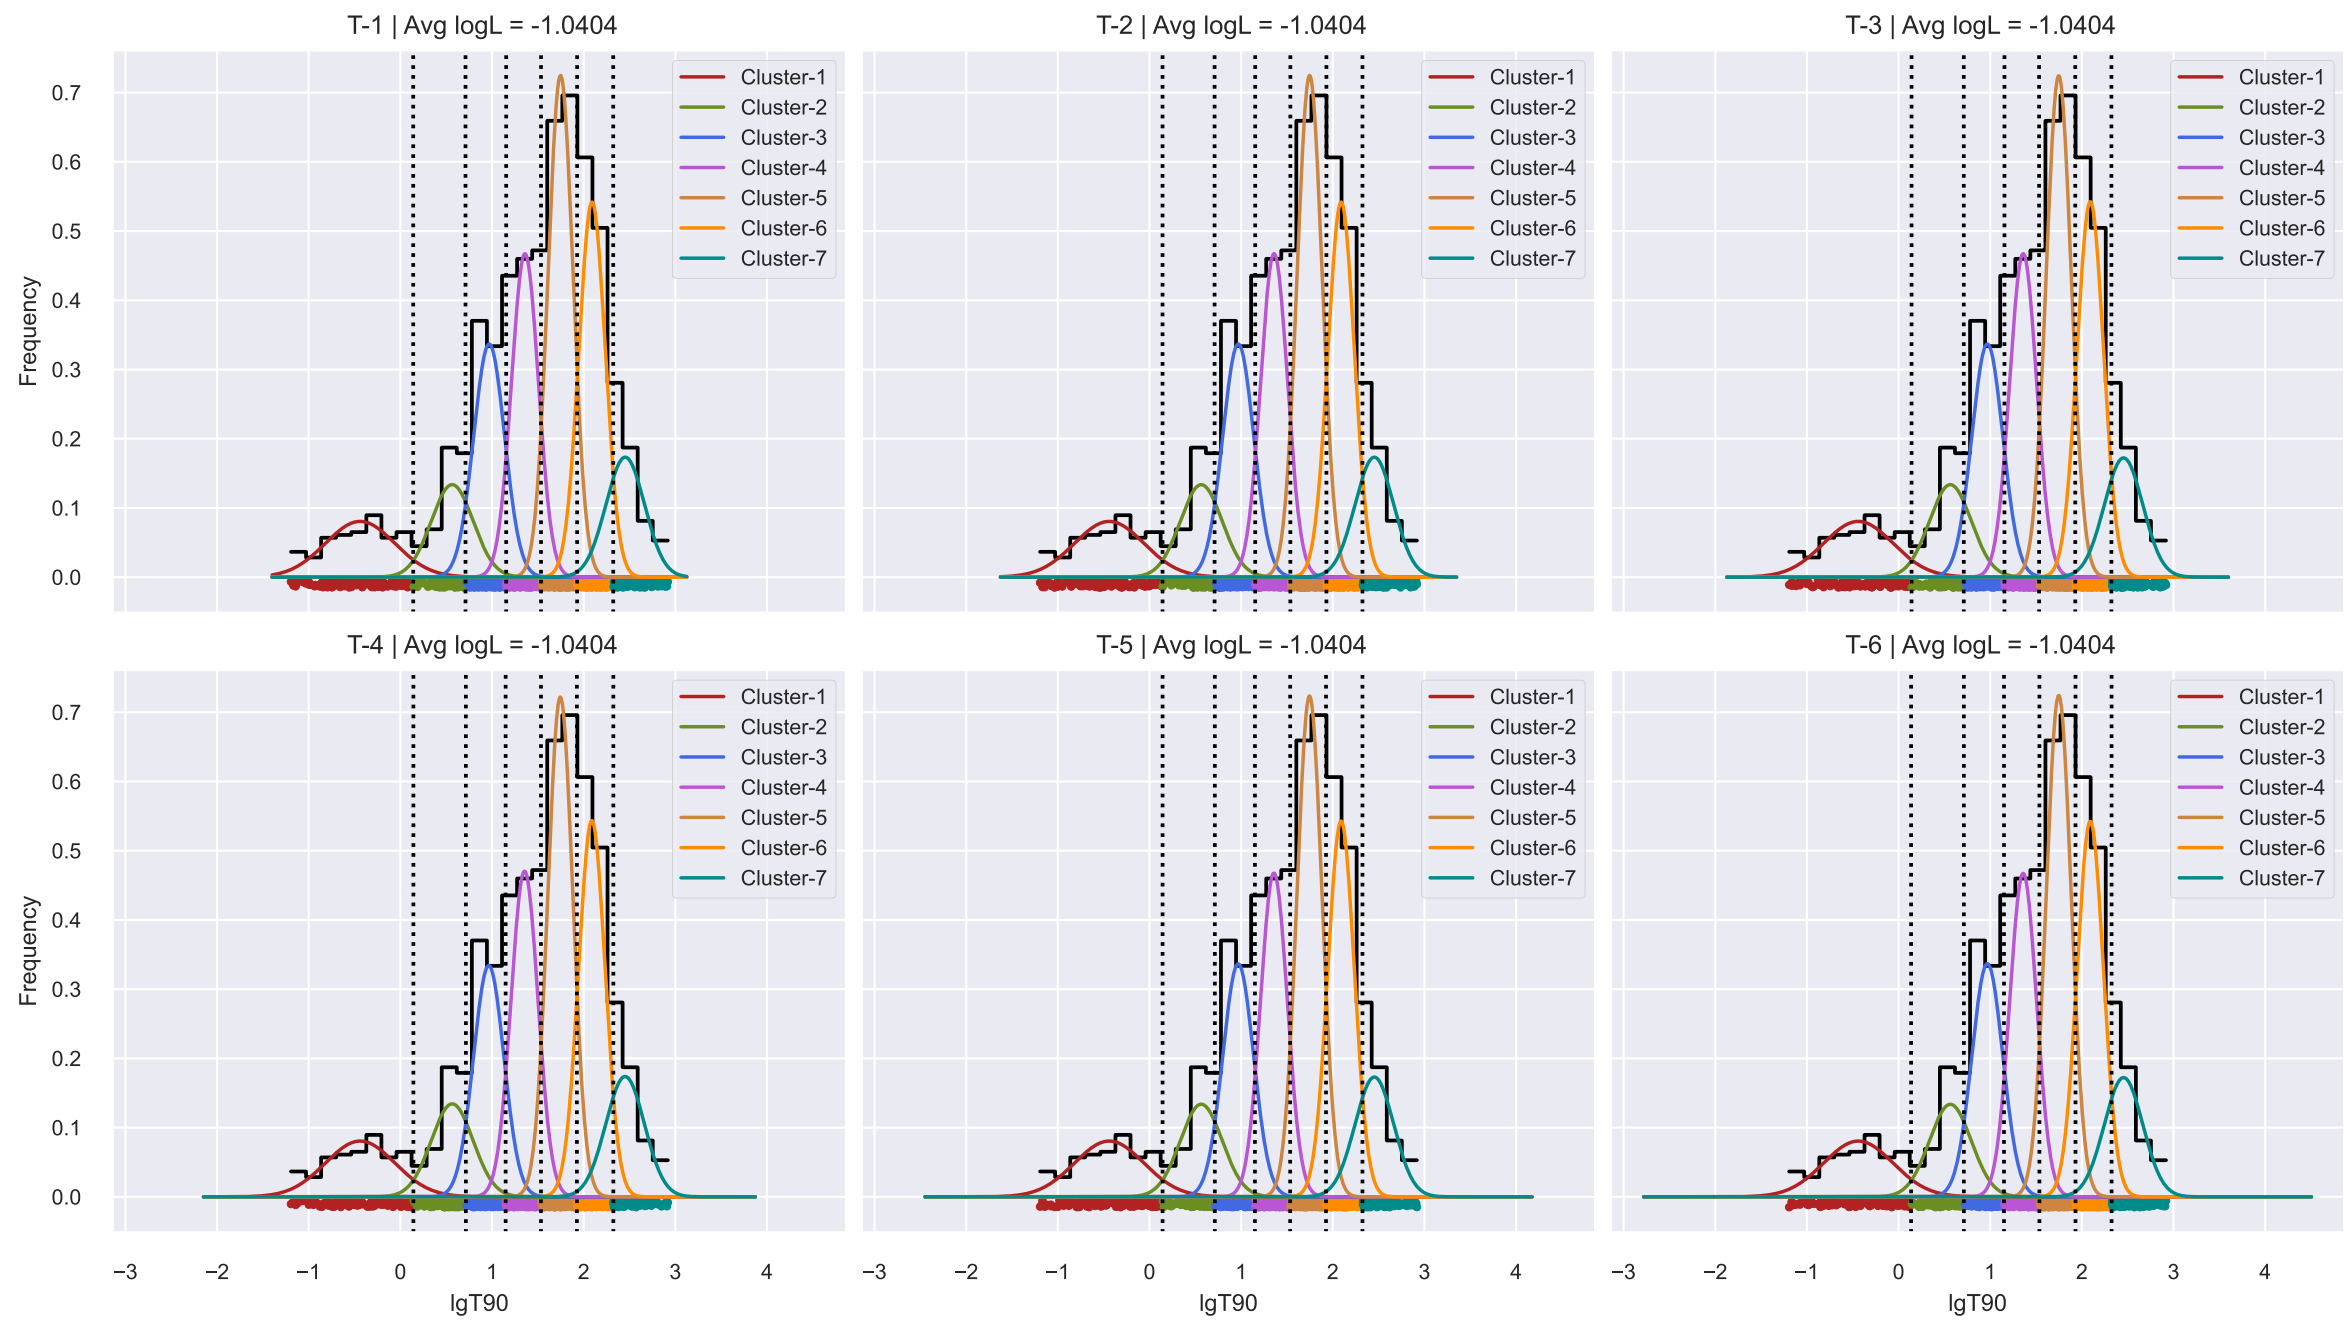 T-1 | Avg logL = -1.0404
T-2 | Avg logL = -1.0404
T-3 | Avg logL = -1.0404
Frequency
0.7
0.6
0.5
0.4
0.3
0.2
0.1
0.0
Cluster-1
Cluster-2
Cluster-3
Cluster-4
Cluster-5
Cluster-6
Cluster-7
Cluster-1
Cluster-2
Cluster-3
Cluster-4
Cluster-5
Cluster-6
Cluster-7
Cluster-1
Cluster-2
Cluster-3
Cluster-4
Cluster-5
Cluster-6
Cluster-7
T-4 | Avg logL = -1.0404
T-5 | Avg logL = -1.0404
T-6 | Avg logL = -1.0404
Frequency
0.7
0.6
0.5
0.4
0.3
0.2
0.1
0.0
Cluster-1
Cluster-2
Cluster-3
Cluster-4
Cluster-5
Cluster-6
Cluster-7
Cluster-1
Cluster-2
Cluster-3
Cluster-4
Cluster-5
Cluster-6
Cluster-7
Cluster-1
Cluster-2
Cluster-3
Cluster-4
Cluster-5
Cluster-6
Cluster-7
−3 −2 −1 0 1 2 3 4
−3 −2 −1 0 1 2 3 4
−3 −2 −1 0 1 2 3 4
lgT90
lgT90
lgT90